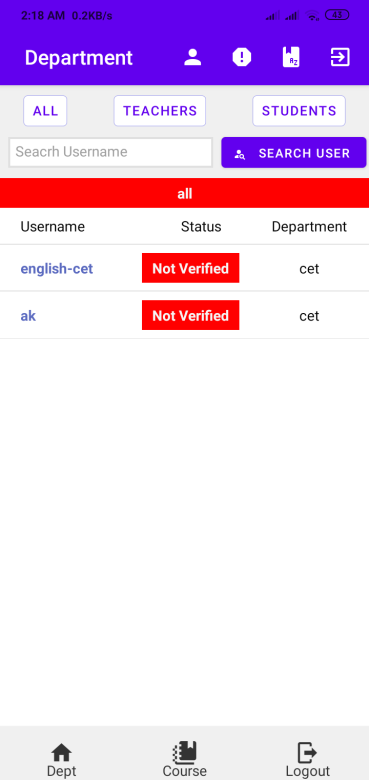 2:18 AM 0.2KB/s 43
Department
ALL TEACHERS STUDENTS
Seacrh Username SEARCH USER
all
Username Status Department
english-cet Not Verified cet
ak Not Verified cet
Dept Course Logout